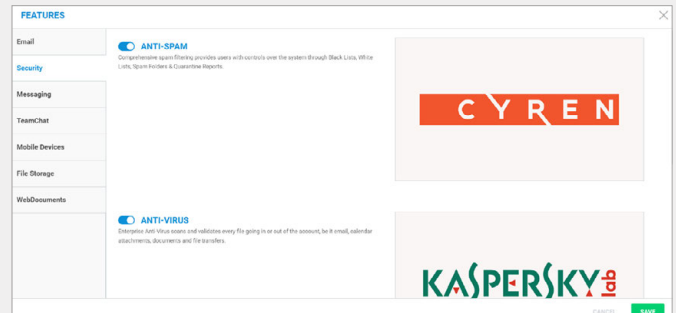 FEATURES
Email
Security
Messaging
TeamChat
Mobile Devices
File Storage
WebDocuments
ANTI-SPAM
Comprehensive spam filtering provides users with controls over the system through Black Lists, White
Lists, Spam Folders & Quarantine Reports.
CYREN
ANTI-VIRUS
Enterprise Anti-Virus scans and validates every file going in or out of the account, be it email, calendar
attachments, documents and file transfers.
KASPERSKY lab
CANCEL
SAVE